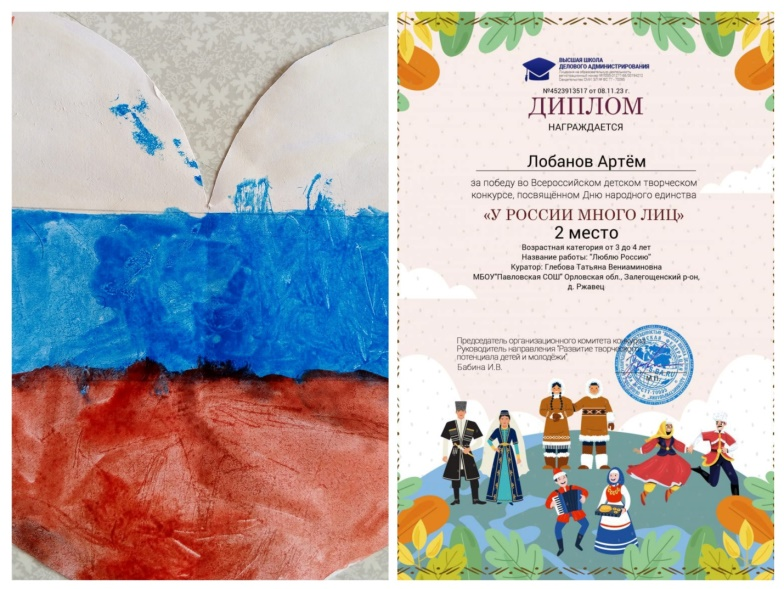 ВЫСШАЯ ШКОЛА
ДЕЛОВОГО АДМИНИСТРИРОВАНИЯ
№4523913517 от 08.11.23 г.
ДИПЛОМ
НАГРАЖДАЕТСЯ
Лобанов Артём
за победу во Всероссийском детском творческом
конкурсе, посвящённом Дню народного единства
«У РОССИИ МНОГО ЛИЦ»
2 место
Возрастная категория от 3 до 4 лет
Название работы: "Люблю Россию"
Куратор: Глебова Татьяна Вениаминовна
МБОУ"Павловская СОШ" Орловская обл., Залегощенский р-он,
д. Ржавец
Председатель организационного комитета конкурса
Руководитель направления "Развитие творческого
потенциала детей и молодёжи"
Бабина И.В.
М.П.